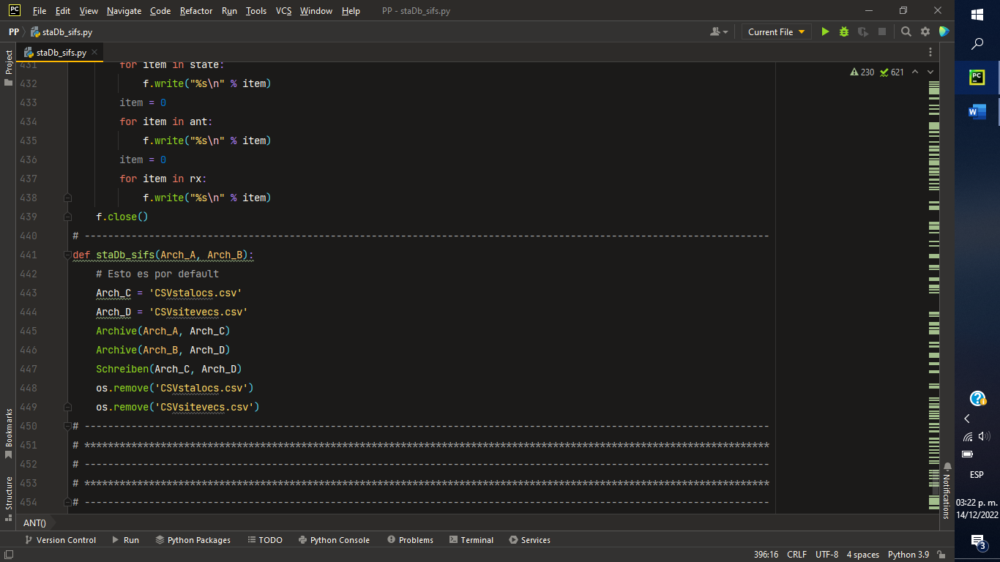 File Edit View Navigate Code Refactor Run Tools VCS Window Help PP - staDb_sifs.py
PP staDb_sifs.py Current File
staDb_sifs.py
Project
230 621
431 for item in state:
432 f.write("%s\n" % item)
433 item = 0
434 for item in ant:
435 f.write("%s\n" % item)
436 item = 0
437 for item in rx:
438 f.write("%s\n" % item)
439 f.close()
440 # ---------------------------------------------------------------------------------------------------------------------
441 def staDb_sifs(Arch_A, Arch_B):
442 # Esto es por default
443 Arch_C = 'CSVstalocs.csv'
444 Arch_D = 'CSVsitevecs.csv'
445 Archive(Arch_A, Arch_C)
446 Archive(Arch_B, Arch_D)
447 Schreiben(Arch_C, Arch_D)
448 os.remove('CSVstalocs.csv')
449 os.remove('CSVsitevecs.csv')
450 # ---------------------------------------------------------------------------------------------------------------------
451 # *********************************************************************************************************************
452 # ---------------------------------------------------------------------------------------------------------------------
453 # *********************************************************************************************************************
454 # ---------------------------------------------------------------------------------------------------------------------
Bookmarks
Structure
Notifications
ANT()
Version Control Run Python Packages TODO Python Console Problems Terminal Services
396:16 CRLF UTF-8 4 spaces Python 3.9
PC
W
ESP
03:22 p. m.
14/12/2022
3